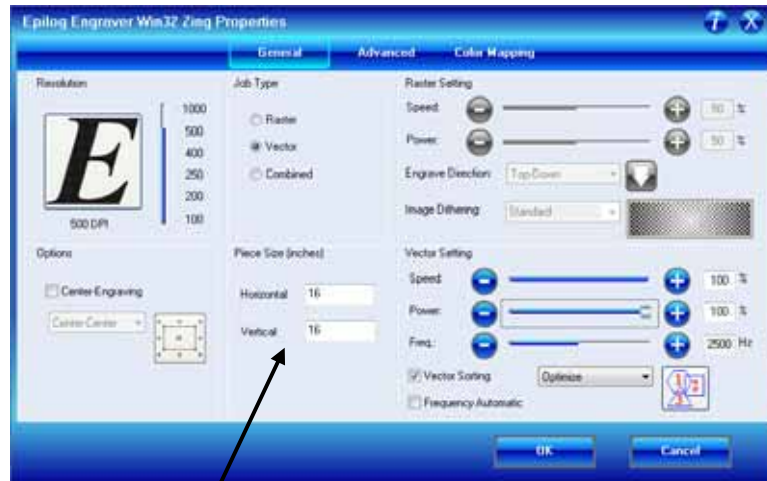 Epilog Engraver Win32 Zing Properties
General Advanced Color Mapping
Resolution
E
500 DPI
1000
500
400
250
200
100
Job Type
Raster
Vector
Combined
Raster Setting
Speed: 50 %
Power: 50 %
Engrave Direction: Top-Down
Image Dithering: Standard
Options
Center-Engraving
Center-Center
Piece Size (inches)
Horizontal 16
Vertical 16
Vector Setting
Speed: 100 %
Power: 100 %
Freq.: 2500 Hz
Vector Sorting Optimize
Frequency Automatic
OK Cancel